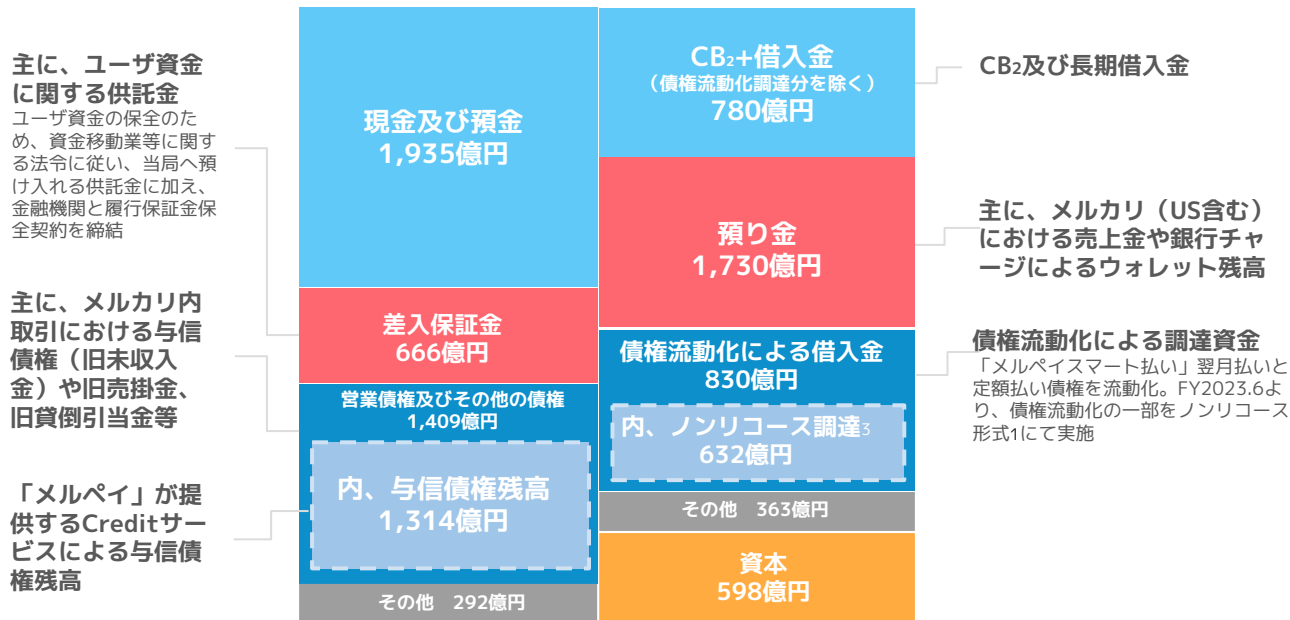 主に、ユーザ資金
に関する供託金
ユーザ資金の保全のた
め、資金移動業等に関す
る法令に従い、当局へ預
け入れる供託金に加え、
金融機関と履行保証金保
全契約を締結
主に、メルカリ内
取引における与信
債権（旧未収入
金）や旧売掛金、
旧貸倒引当金等
「メルペイ」が提
供するCreditサー
ビスによる与信債
権残高
現金及び預金
1,935億円
差入保証金
666億円
営業債権及びその他の債権
1,409億円
内、与信債権残高
1,314億円
その他 292億円
CB2+借入金
（債権流動化調達分を除く）
780億円
預り金
1,730億円
債権流動化による借入金
830億円
内、ノンリコース調達3
632億円
その他 363億円
資本
598億円
CB2及び長期借入金
主に、メルカリ（US含む）
における売上金や銀行チャ
ージによるウォレット残高
債権流動化による調達資金
「メルペイスマート払い」翌月払いと
定額払い債権を流動化。FY2023.6よ
り、債権流動化の一部をノンリコース
形式1にて実施